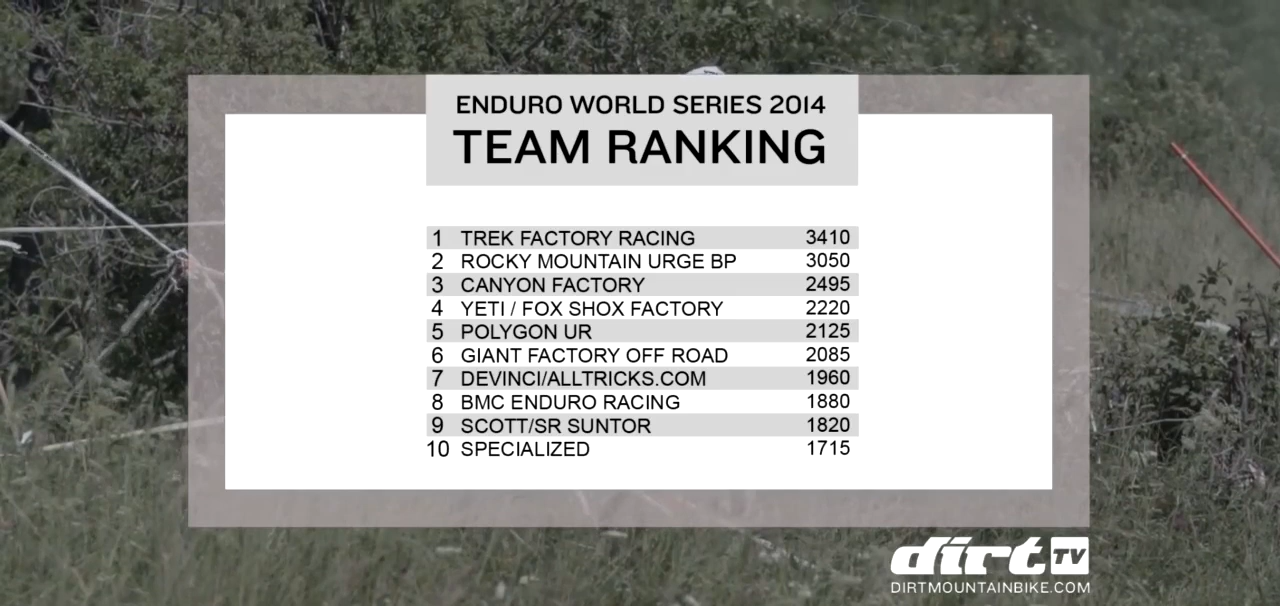 ENDURO WORLD SERIES 2014
TEAM RANKING
1 TREK FACTORY RACING 3410
2 ROCKY MOUNTAIN URGE BP 3050
3 CANYON FACTORY 2495
4 YETI / FOX SHOX FACTORY 2220
5 POLYGON UR 2125
6 GIANT FACTORY OFF ROAD 2085
7 DEVINCI/ALLTRICKS.COM 1960
8 BMC ENDURO RACING 1880
9 SCOTT/SR SUNTOR 1820
10 SPECIALIZED 1715
dirt TV
DIRTMOUNTAINBIKE.COM